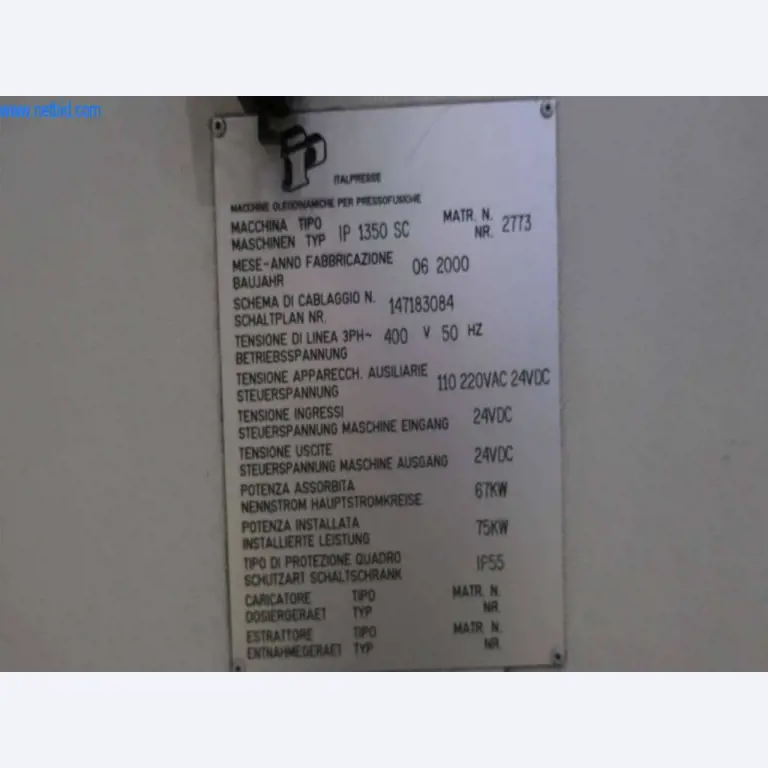 www.netbid.com
IP
ITALPRESSE
MACCHINE OLEODINAMICHE PER PRESSOFUSIONE
MACCHINA TIPO IP 1350 SC MATR. N. 2773
MASCHINEN TYP NR.
MESE-ANNO FABBRICAZIONE 06 2000
BAUJAHR
SCHEMA DI CABLAGGIO N. 147183084
SCHALTPLAN NR.
TENSIONE DI LINEA 3PH~ 400 V 50 HZ
BETRIEBSSPANNUNG
TENSIONE APPARECCH. AUSILIARIE 110 220VAC 24VDC
STEUERSPANNUNG
TENSIONE INGRESSI 24VDC
STEUERSPANNUNG MASCHINE EINGANG
TENSIONE USCITE 24VDC
STEUERSPANNUNG MASCHINE AUSGANG
POTENZA ASSORBITA 67KW
NENNSTROM HAUPTSTROMKREISE
POTENZA INSTALLATA 75KW
INSTALLIERTE LEISTUNG
TIPO DI PROTEZIONE QUADRO IP55
SCHUTZART SCHALTSCHRANK
CARICATORE TIPO MATR. N.
DOSIERGERAET TYP NR.
ESTRATTORE TIPO MATR. N.
ENTNAHMEGERAET TYP NR.